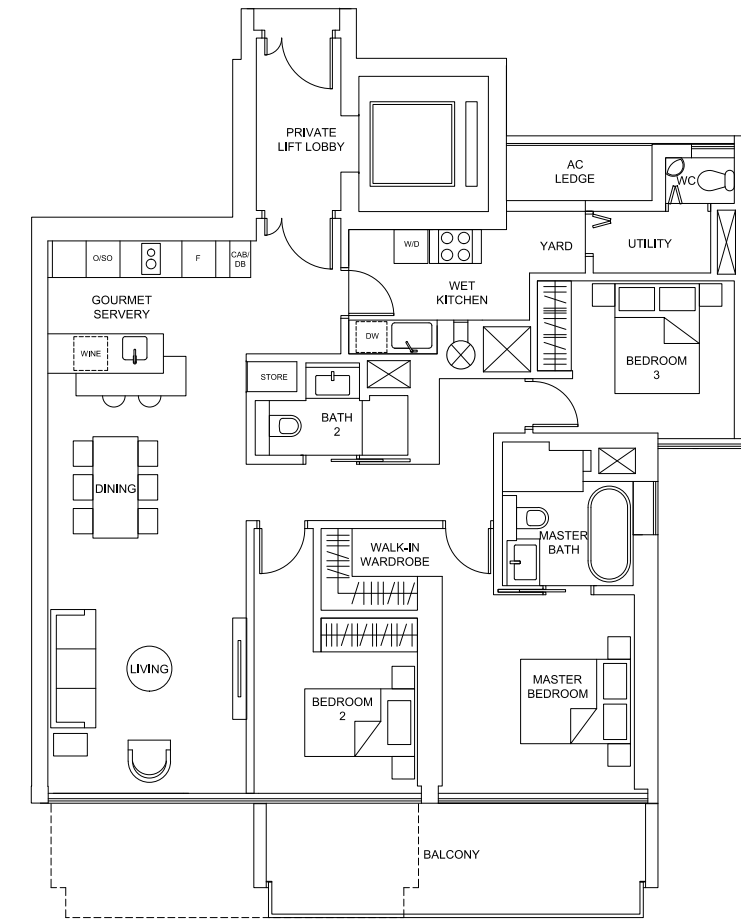 PRIVATE
LIFT LOBBY
AC
LEDGE
WC
W/D
YARD
UTILITY
O/SO
F
CAB/
DB
GOURMET
SERVERY
WET
KITCHEN
WINE
DW
BEDROOM
3
STORE
BATH
2
DINING
MASTER
BATH
WALK-IN
WARDROBE
LIVING
BEDROOM
2
MASTER
BEDROOM
BALCONY